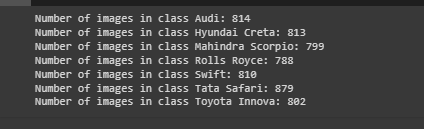 Number of images in class Audi: 814
Number of images in class Hyundai Creta: 813
Number of images in class Mahindra Scorpio: 799
Number of images in class Rolls Royce: 788
Number of images in class Swift: 810
Number of images in class Tata Safari: 879
Number of images in class Toyota Innova: 802